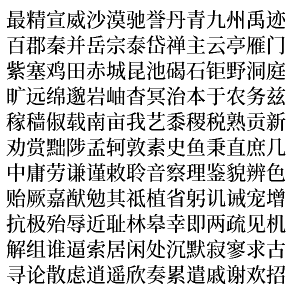 最精宣威沙漠驰誉丹青九州禹迹
百郡秦并岳宗泰岱禅主云亭雁门
紫塞鸡田赤城昆池碣石钜野洞庭
旷远绵邈岩岫杳冥治本于农务兹
稼穑俶载南亩我艺黍稷税熟贡新
劝赏黜陟孟轲敦素史鱼秉直庶几
中庸劳谦谨敕聆音察理鉴貌辨色
贻厥嘉猷勉其祗植省躬讥诫宠增
抗极殆辱近耻林皋幸即两疏见机
解组谁逼索居闲处沉默寂寥求古
寻论散虑逍遥欣奏累遣戚谢欢招